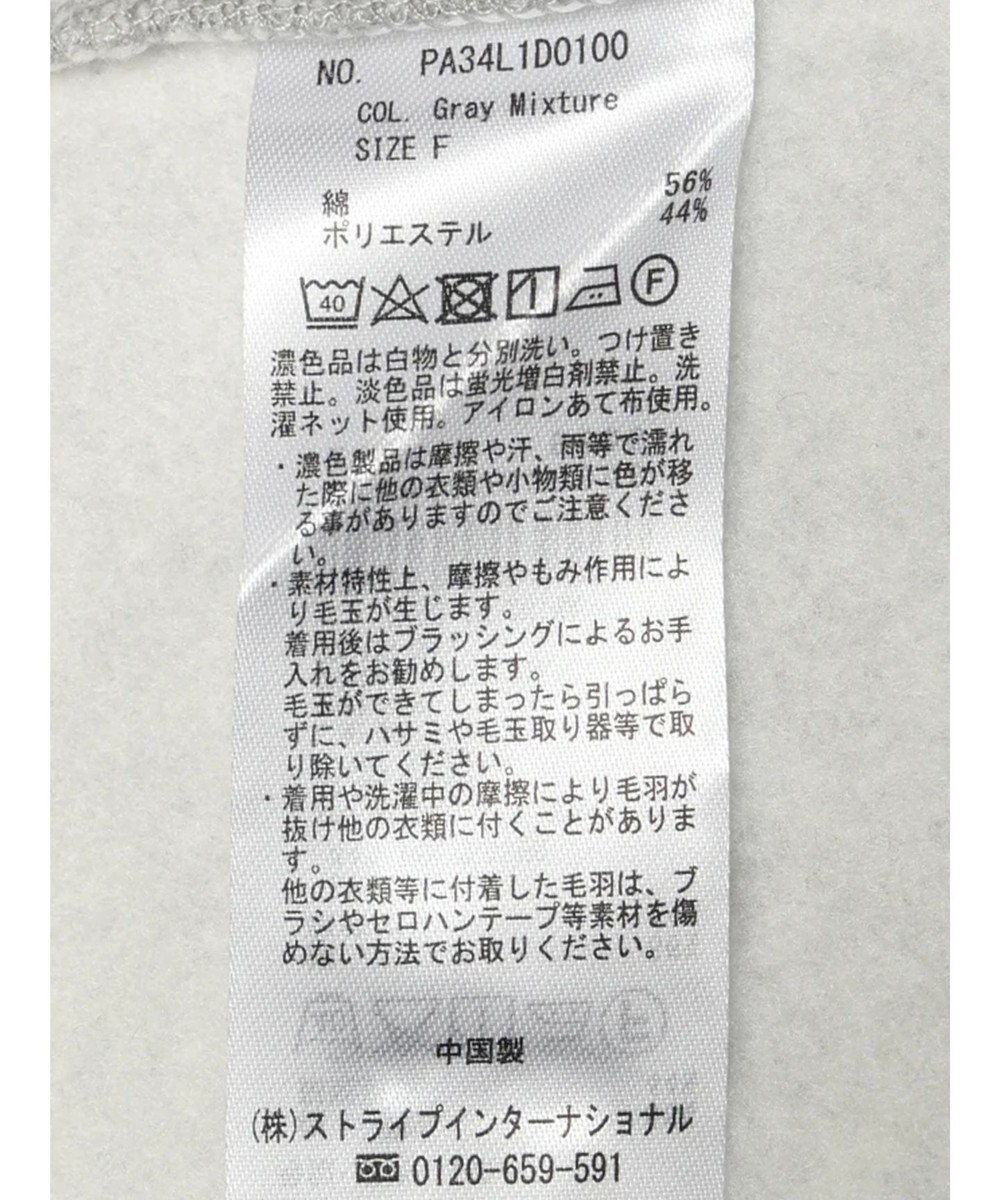 NO. PA34L1D0100
COL. Gray Mixture
SIZE F
綿 56%
ポリエステル 44%
40 F
濃色品は白物と分別洗い。つけ置き
禁止。淡色品は蛍光増白剤禁止。洗
濯ネット使用。アイロンあて布使用。
・濃色製品は摩擦や汗、雨等で濡れ
た際に他の衣類や小物類に色が移
る事がありますのでご注意くださ
い。
・素材特性上、摩擦やもみ作用によ
り毛玉が生じます。
着用後はブラッシングによるお手
入れをお勧めします。
毛玉ができてしまったら引っぱら
ずに、ハサミや毛玉取り器等で取
り除いてください。
・着用や洗濯中の摩擦により毛羽が
抜け他の衣類に付くことがありま
す。
他の衣類等に付着した毛羽は、ブ
ラシやセロハンテープ等素材を傷
めない方法でお取りください。
中国製
(株)ストライプインターナショナル
0120-659-591